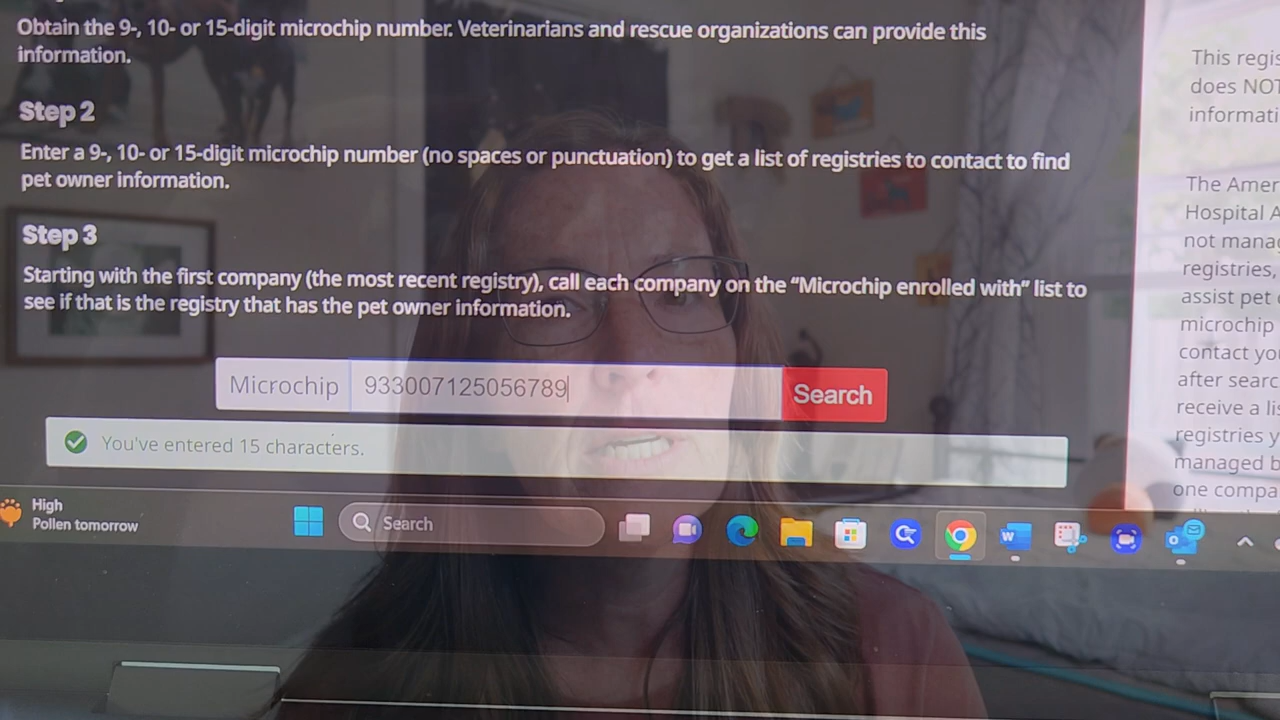 Obtain the 9-, 10- or 15-digit microchip number. Veterinarians and rescue organizations can provide this
information.
Step 2
Enter a 9-, 10- or 15-digit microchip number (no spaces or punctuation) to get a list of registries to contact to find
pet owner information.
Step 3
Starting with the first company (the most recent registry), call each company on the “Microchip enrolled with” list to
see if that is the registry that has the pet owner information.
Microchip 933007125056789 Search
You've entered 15 characters.
This regis
does NOT
informati
The Amer
Hospital A
not manag
registries,
assist pet
microchip
contact you
after searc
receive a li
registries y
managed b
one compa
High
Pollen tomorrow
Search